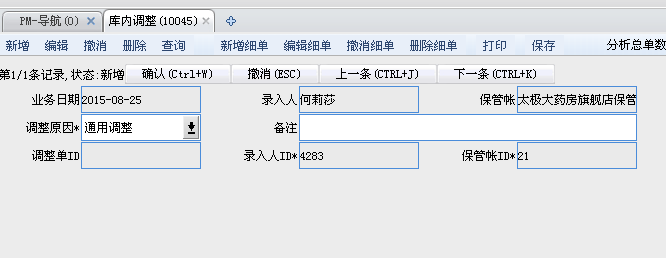 PM-导航(0) 库内调整(10045)
新增 编辑 撤消 删除 查询 新增细单 编辑细单 撤消细单 删除细单 打印 保存 分析总单数
第1/1条记录,状态:新增 确认(Ctrl+W) 撤消(ESC) 上一条(CTRL+J) 下一条(CTRL+K)
业务日期 2015-08-25 录入人 何莉莎 保管帐 太极大药房旗舰店保管
调整原因* 通用调整 备注
调整单ID 录入人ID* 4283 保管帐ID* 21